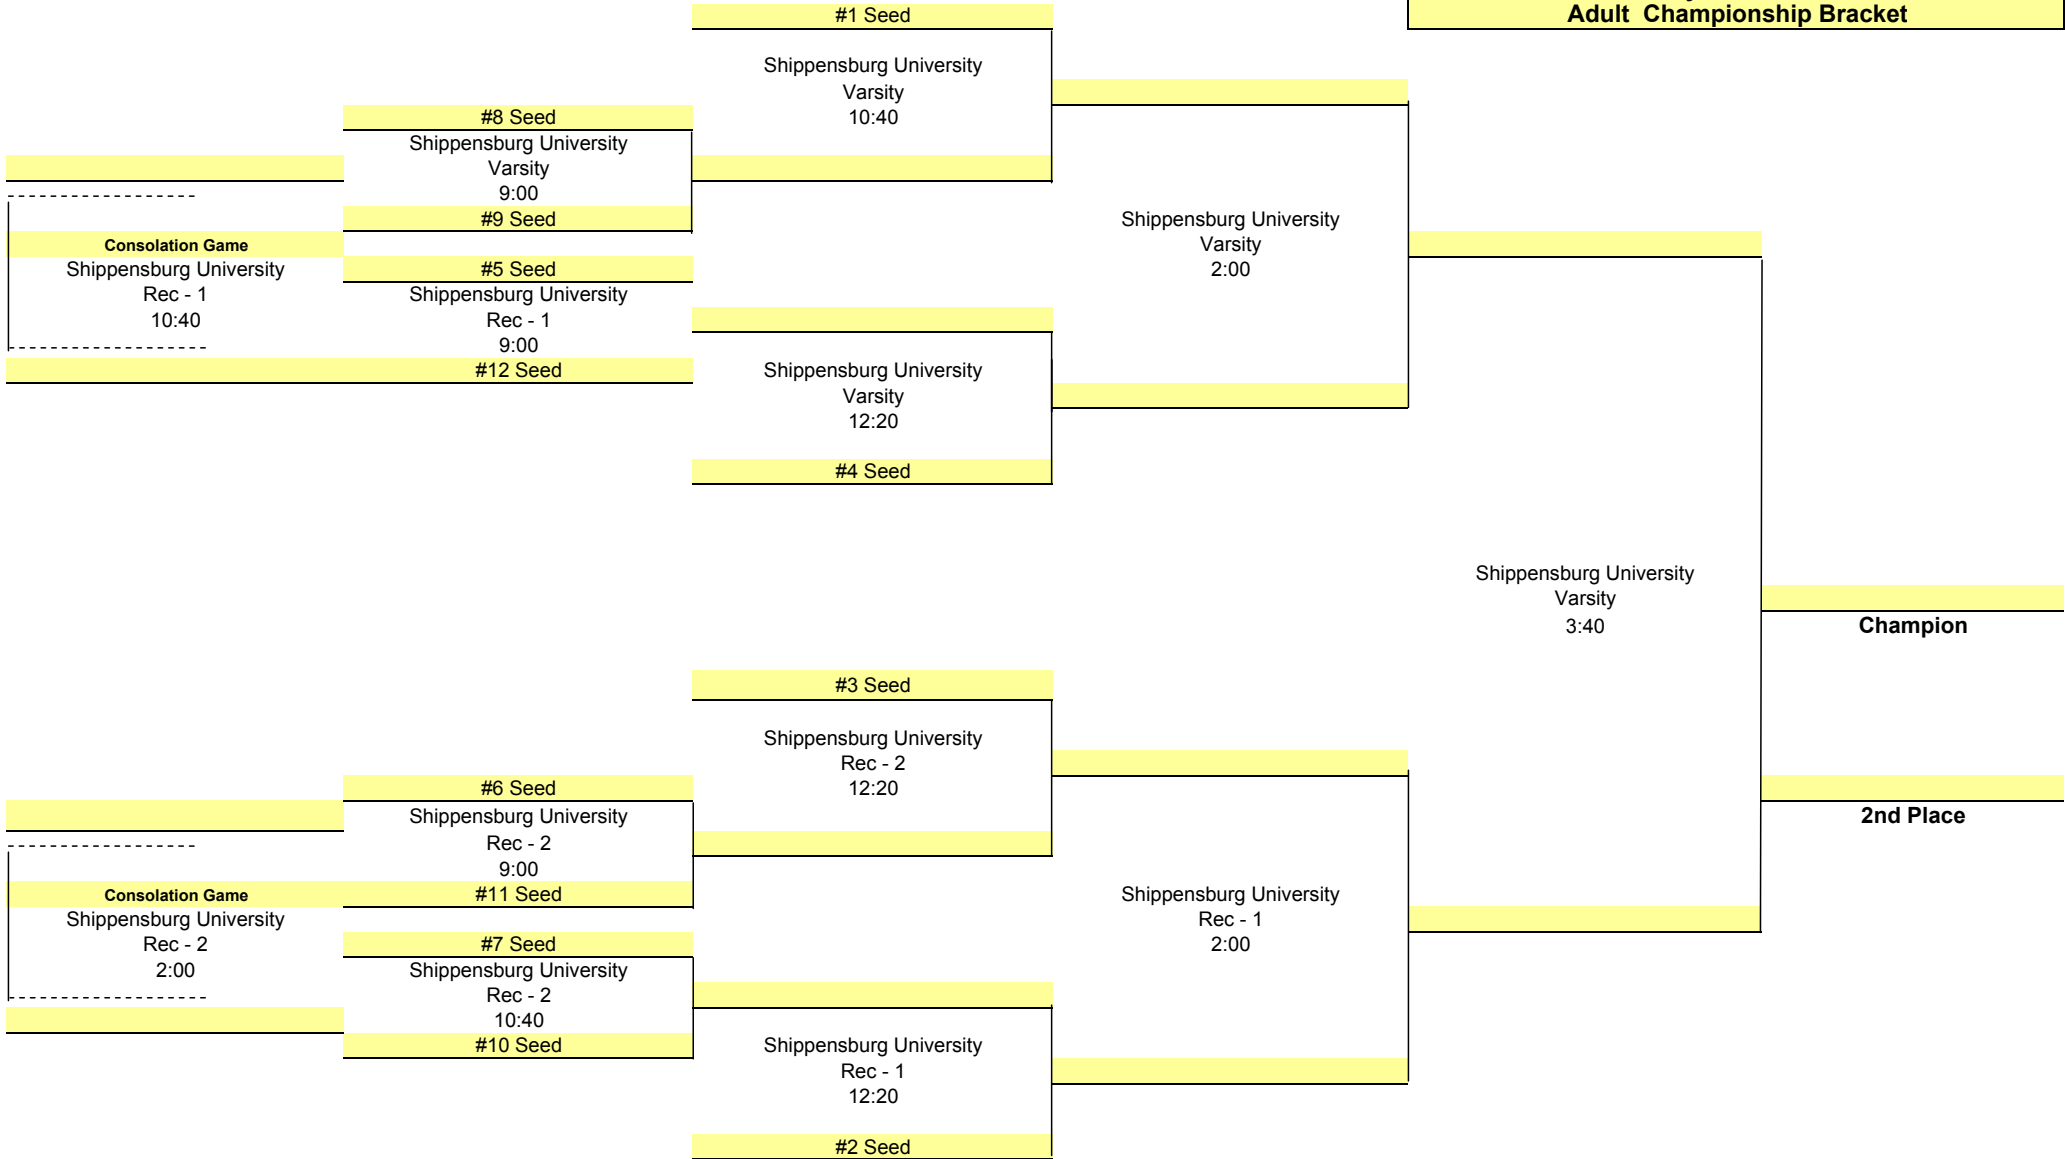 Adult  Championship Bracket
#1 Seed
Shippensburg University
Varsity
10:40
#8 Seed
Shippensburg University
Varsity
9:00
#9 Seed
Consolation Game
Shippensburg University
Rec - 1
10:40
#5 Seed
Shippensburg University
Rec - 1
9:00
#12 Seed
Shippensburg University
Varsity
12:20
#4 Seed
Shippensburg University
Varsity
2:00
Shippensburg University
Varsity
3:40
Champion
2nd Place
#3 Seed
Shippensburg University
Rec - 2
12:20
#6 Seed
Shippensburg University
Rec - 2
9:00
#11 Seed
Consolation Game
Shippensburg University
Rec - 2
2:00
#7 Seed
Shippensburg University
Rec - 2
10:40
#10 Seed
Shippensburg University
Rec - 1
12:20
#2 Seed
Shippensburg University
Rec - 1
2:00